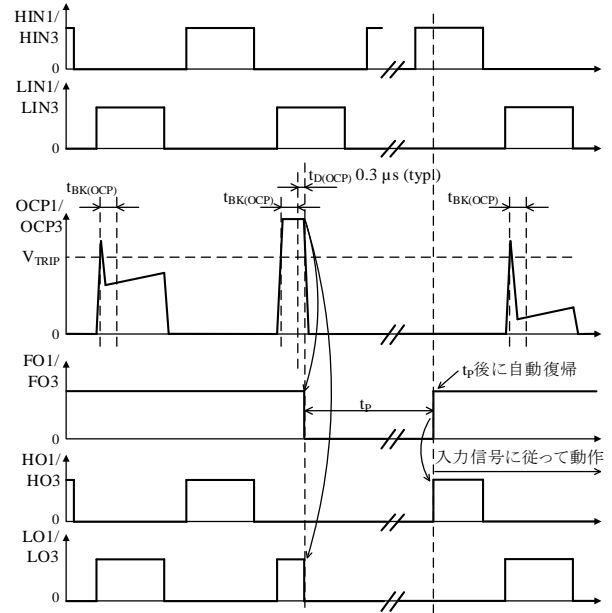 HIN1/
HIN3
0
LIN1/
LIN3
0
tD(OCP) 0.3 µs (typ.)
tBK(OCP)
tBK(OCP)
tBK(OCP)
OCP1/
OCP3
VTRIP
0
FO1/
FO3
tP後に自動復帰
tP
0
入力信号に従って動作
HO1/
HO3
0
LO1/
LO3
0